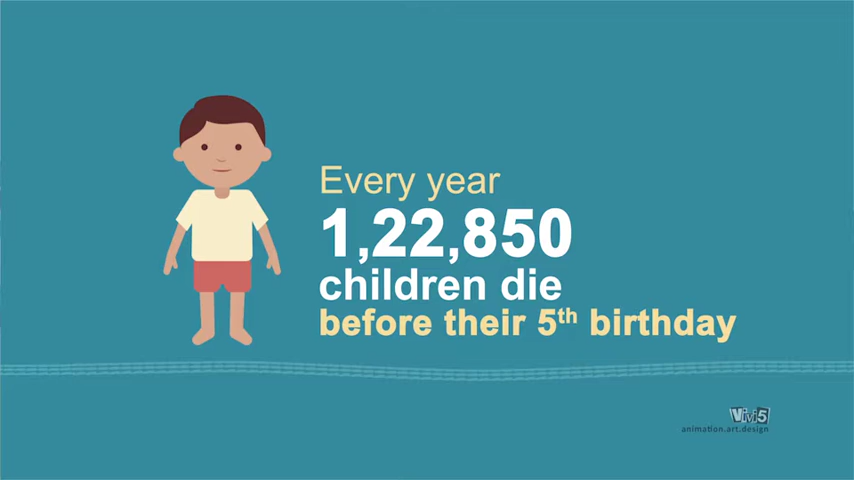 Every year
1,22,850
children die
before their 5th birthday
Vivi5
animation.art.design